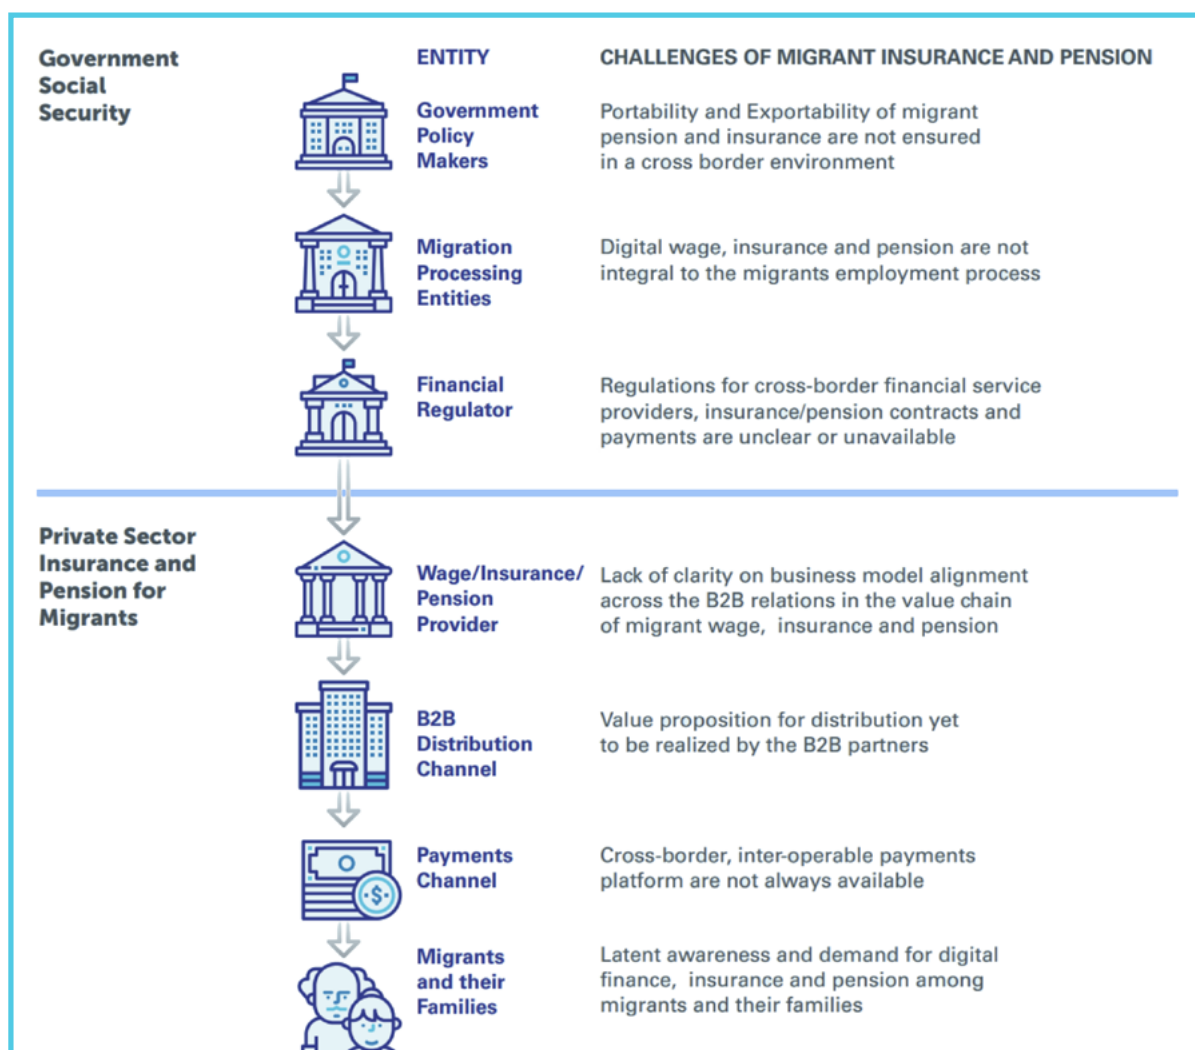 Government
Social
Security
ENTITY
CHALLENGES OF MIGRANT INSURANCE AND PENSION
Government
Policy
Makers
Portability and Exportability of migrant
pension and insurance are not ensured
in a cross border environment
Migration
Processing
Entities
Digital wage, insurance and pension are not
integral to the migrants employment process
Financial
Regulator
Regulations for cross-border financial service
providers, insurance/pension contracts and
payments are unclear or unavailable
Private Sector
Insurance and
Pension for
Migrants
Wage/Insurance/
Pension
Provider
Lack of clarity on business model alignment
across the B2B relations in the value chain
of migrant wage, insurance and pension
B2B
Distribution
Channel
Value proposition for distribution yet
to be realized by the B2B partners
Payments
Channel
$
Cross-border, inter-operable payments
platform are not always available
Migrants
and their
Families
Latent awareness and demand for digital
finance, insurance and pension among
migrants and their families